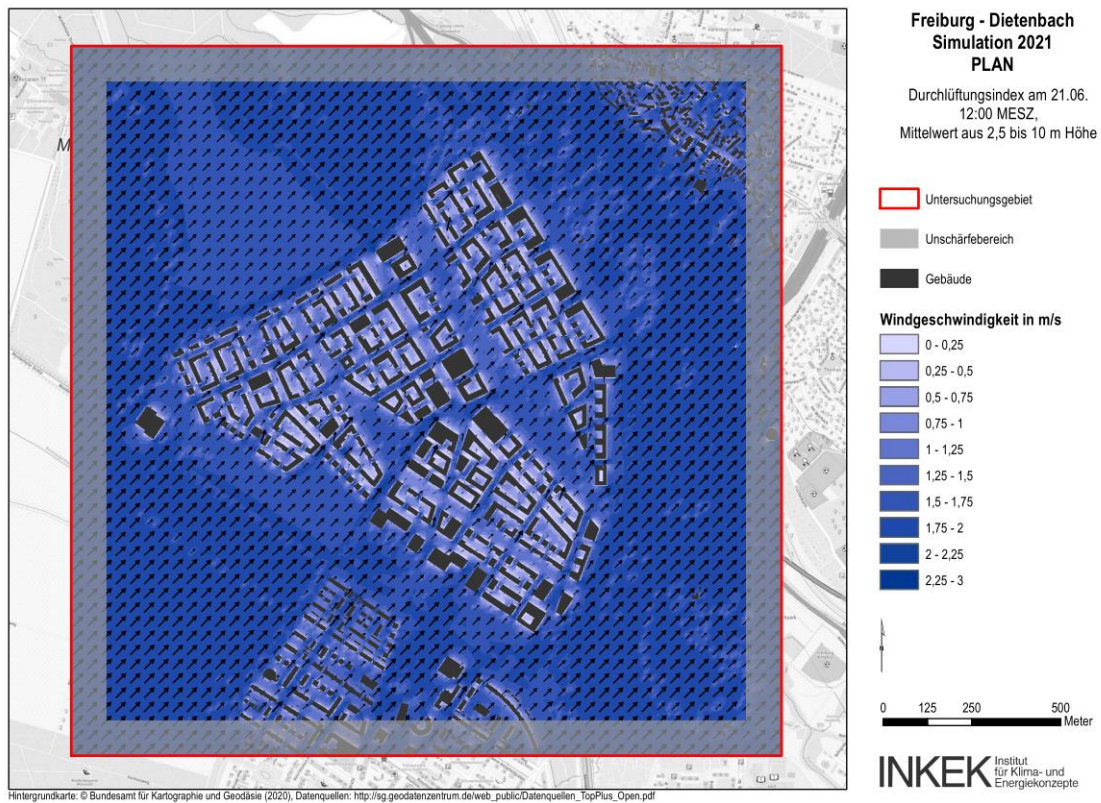 Freiburg - Dietenbach
Simulation 2021
PLAN
Durchlüftungsindex am 21.06.
12:00 MESZ,
Mittelwert aus 2,5 bis 10 m Höhe
Untersuchungsgebiet
Unschärfebereich
Gebäude
Windgeschwindigkeit in m/s
0 - 0,25
0,25 - 0,5
0,5 - 0,75
0,75 - 1
1 - 1,25
1,25 - 1,5
1,5 - 1,75
1,75 - 2
2 - 2,25
2,25 - 3
0 125 250 500
Meter
INKEK Institut
für Klima- und
Energiekonzepte
M
Hintergrundkarte: © Bundesamt für Kartographie und Geodäsie (2020), Datenquellen: http://sg.geodatenzentrum.de/web_public/Datenquellen_TopPlus_Open.pdf